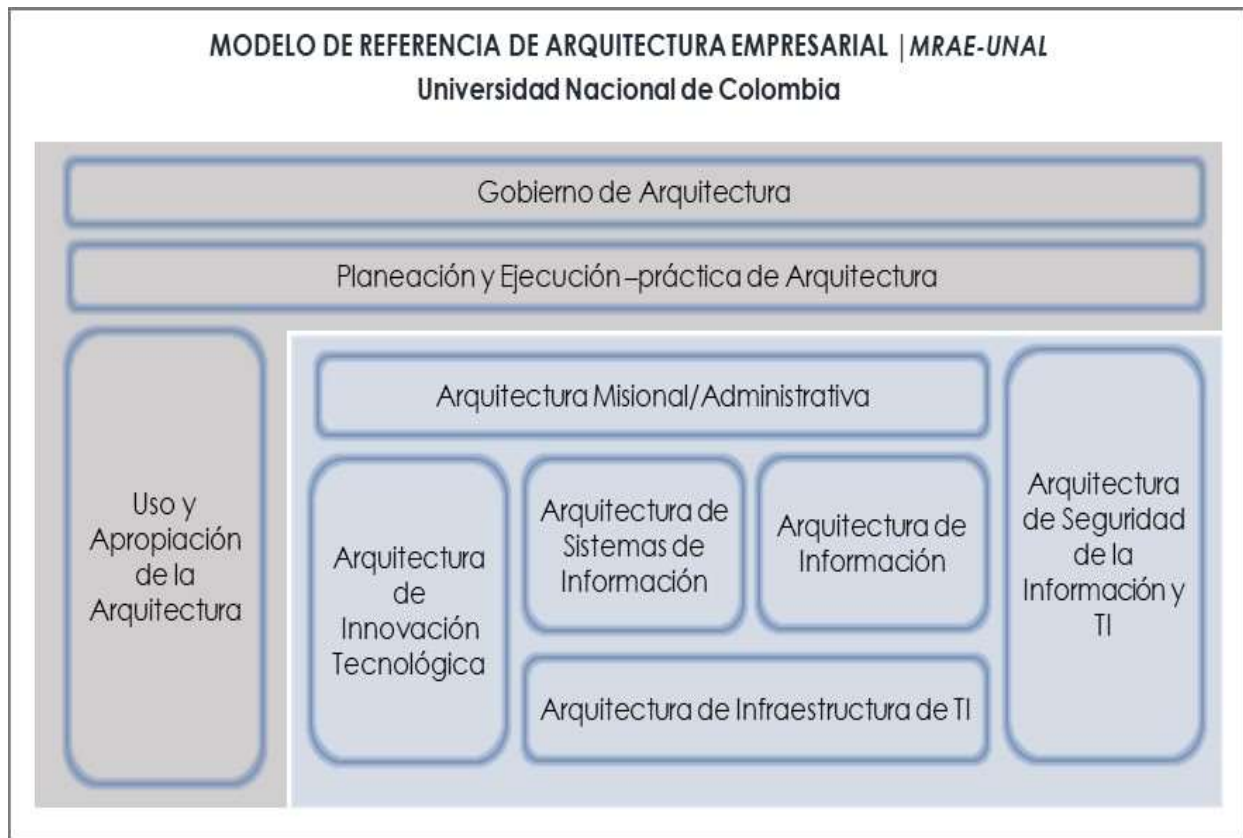 MODELO DE REFERENCIA DE ARQUITECTURA EMPRESARIAL | MRAE-UNAL
Universidad Nacional de Colombia
Gobierno de Arquitectura
Planeación y Ejecución –práctica de Arquitectura
Uso y
Apropiación
de la
Arquitectura
Arquitectura Misional/Administrativa
Arquitectura
de
Innovación
Tecnológica
Arquitectura de
Sistemas de
Información
Arquitectura de
Información
Arquitectura de Infraestructura de TI
Arquitectura
de Seguridad
de la
Información y
TI